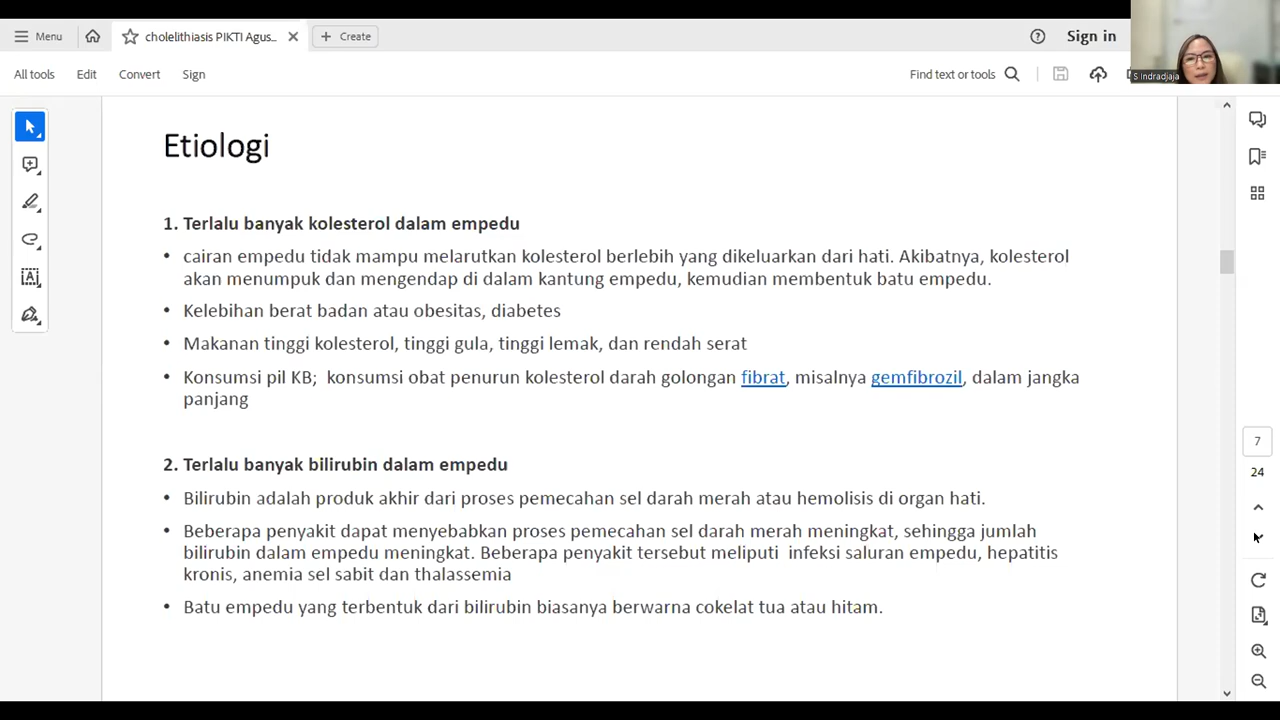 Menu
cholelithiasis PIKTI Agus...
Create
Sign in
S Indradjaja
All tools
Edit
Convert
Sign
Find text or tools
Etiologi
1. Terlalu banyak kolesterol dalam empedu
• cairan empedu tidak mampu melarutkan kolesterol berlebih yang dikeluarkan dari hati. Akibatnya, kolesterol
akan menumpuk dan mengendap di dalam kantung empedu, kemudian membentuk batu empedu.
• Kelebihan berat badan atau obesitas, diabetes
• Makanan tinggi kolesterol, tinggi gula, tinggi lemak, dan rendah serat
• Konsumsi pil KB;  konsumsi obat penurun kolesterol darah golongan fibrat, misalnya gemfibrozil, dalam jangka
panjang
2. Terlalu banyak bilirubin dalam empedu
• Bilirubin adalah produk akhir dari proses pemecahan sel darah merah atau hemolisis di organ hati.
• Beberapa penyakit dapat menyebabkan proses pemecahan sel darah merah meningkat, sehingga jumlah
bilirubin dalam empedu meningkat. Beberapa penyakit tersebut meliputi  infeksi saluran empedu, hepatitis
kronis, anemia sel sabit dan thalassemia
• Batu empedu yang terbentuk dari bilirubin biasanya berwarna cokelat tua atau hitam.
7
24